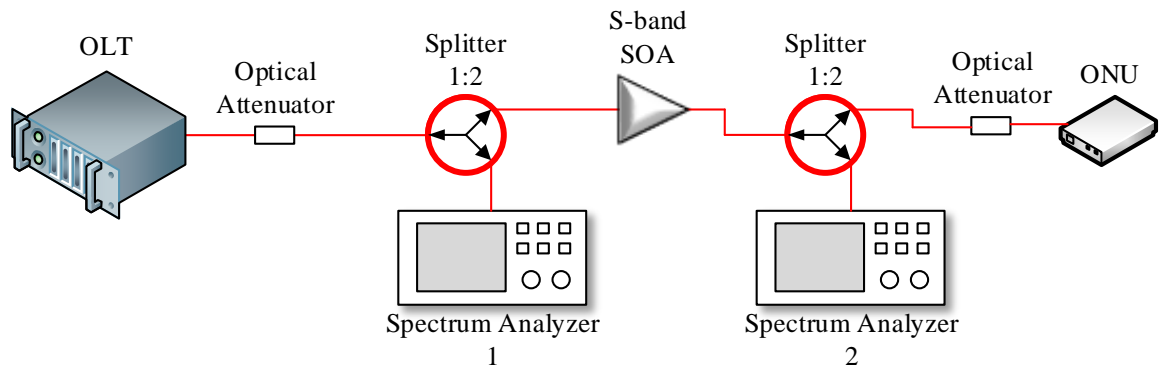 OLT
Optical
Attenuator
Splitter
1:2
S-band
SOA
Splitter
1:2
Optical
Attenuator
ONU
Spectrum Analyzer
1
Spectrum Analyzer
2